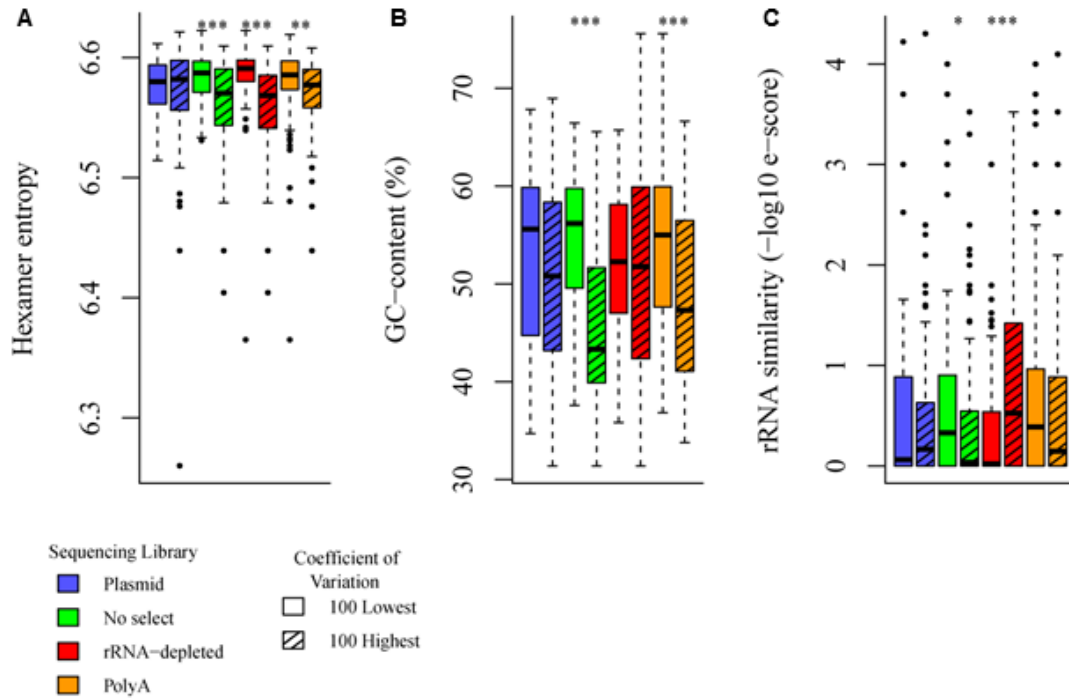 A
*** *** **
6.6
6.5
6.4
6.3
Hexamer entropy
B
*** ***
70
60
50
40
30
GC−content (%)
C
* ***
4
3
2
1
0
rRNA similarity (−log10 e−score)
Sequencing Library
Plasmid
No select
rRNA−depleted
PolyA
Coefficient of
Variation
100 Lowest
100 Highest